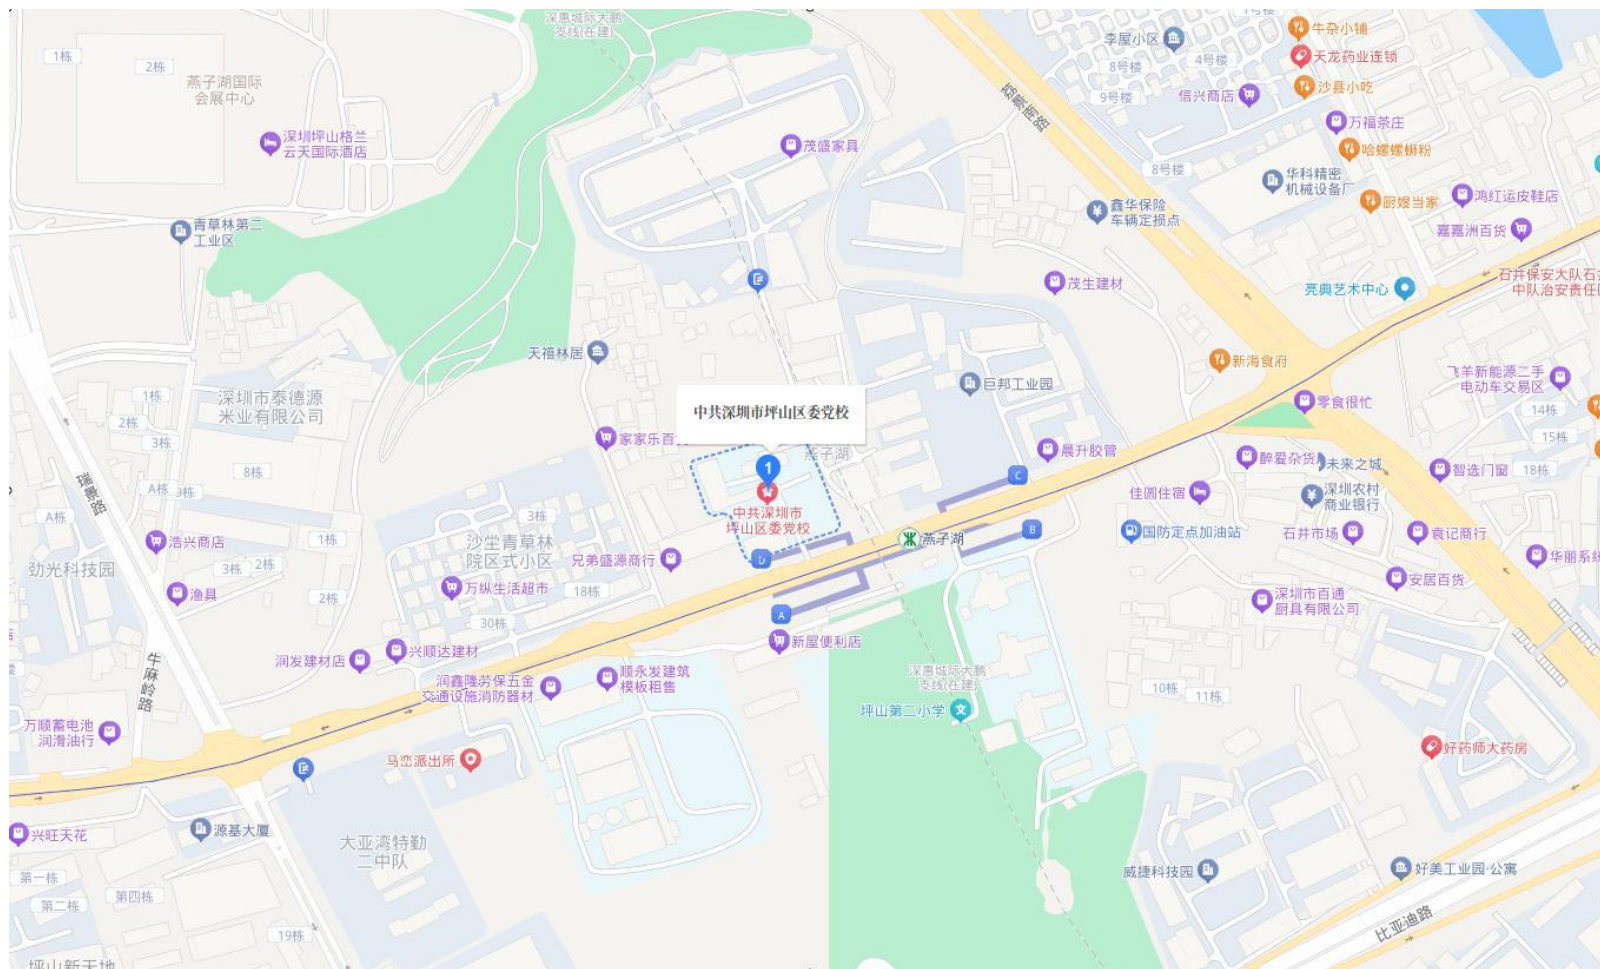 深惠城际大鹏
支线(在建)
1栋
2栋
燕子湖国际
会展中心
深圳坪山格兰
云天国际酒店
青草林第二
工业区
茂盛家具
李屋小区
8号楼
4号楼
9号楼
信兴商店
牛杂小铺
天龙药业连锁
沙县小吃
万福茶庄
哈螺螺蛳粉
8号楼
华科精密
机械设备厂
厨嫂当家
鸿红运皮鞋店
嘉嘉洲百货
鑫华保险
车辆定损点
茂生建材
亮典艺术中心
石井保安大队石
中队治安责任
新海食府
飞羊新能源二手
电动车交易区
零食很忙
14栋
15栋
18栋
天禧林居
巨邦工业园
中共深圳市坪山区委党校
1
中共深圳市
坪山区委党校
家家乐百
燕子湖
晨升胶管
醉爱杂货
未来之城
智选门窗
佳圆住宿
深圳农村
商业银行
国防定点加油站
石井市场
袁记商行
华丽系统
安居百货
深圳市百通
厨具有限公司
C
B
D
A
燕子湖
1栋
2栋
3栋
深圳市泰德源
米业有限公司
8栋
A栋
9栋
A栋
瑞景路
浩兴商店
1栋
3栋
2栋
2栋
劲光科技园
渔具
3栋
沙坐青草林
院区式小区
万纵生活超市
18栋
30栋
兄弟盛源商行
兴顺达建材
润发建材店
润鑫隆劳保五金
交通设施消防器材
顺永发建筑
模板租售
新屋便利店
深惠城际大鹏
支线(在建)
坪山第二小学
10栋
11栋
牛麻岭路
万顺蓄电池
润滑油行
马峦派出所
好药师大药房
兴旺天花
源基大厦
大亚湾特勤
二中队
第一栋
第二栋
第四栋
19栋
坪山新天地
威捷科技园
好美工业园·公寓
比亚迪路